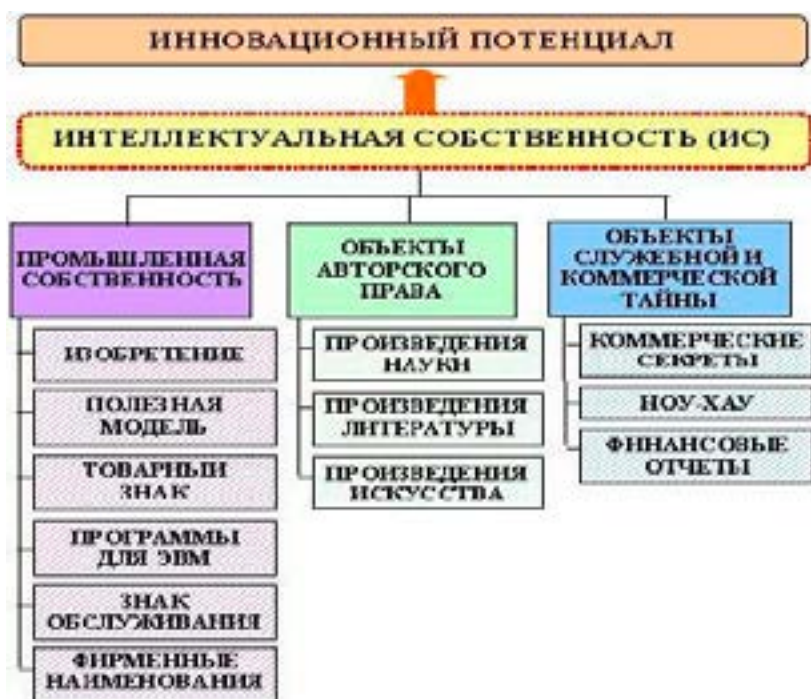 ИННОВАЦИОННЫЙ ПОТЕНЦИАЛ
ИНТЕЛЛЕКТУАЛЬНАЯ СОБСТВЕННОСТЬ (ИС)
ПРОМЫШЛЕННАЯ
СОБСТВЕННОСТЬ
ИЗОБРЕТЕНИЕ
ПОЛЕЗНАЯ
МОДЕЛЬ
ТОВАРНЫЙ
ЗНАК
ПРОГРАММЫ
ДЛЯ ЭВМ
ЗНАК
ОБСЛУЖИВАНИЯ
ФИРМЕННЫЕ
НАИМЕНОВАНИЯ
ОБЪЕКТЫ
АВТОРСКОГО
ПРАВА
ПРОИЗВЕДЕНИЯ
НАУКИ
ПРОИЗВЕДЕНИЯ
ЛИТЕРАТУРЫ
ПРОИЗВЕДЕНИЯ
ИСКУССТВА
ОБЪЕКТЫ
СЛУЖЕБНОЙ И
КОММЕРЧЕСКОЙ
ТАЙНЫ
КОММЕРЧЕСКИЕ
СЕКРЕТЫ
НОУ-ХАУ
ФИНАНСОВЫЕ
ОТЧЕТЫ